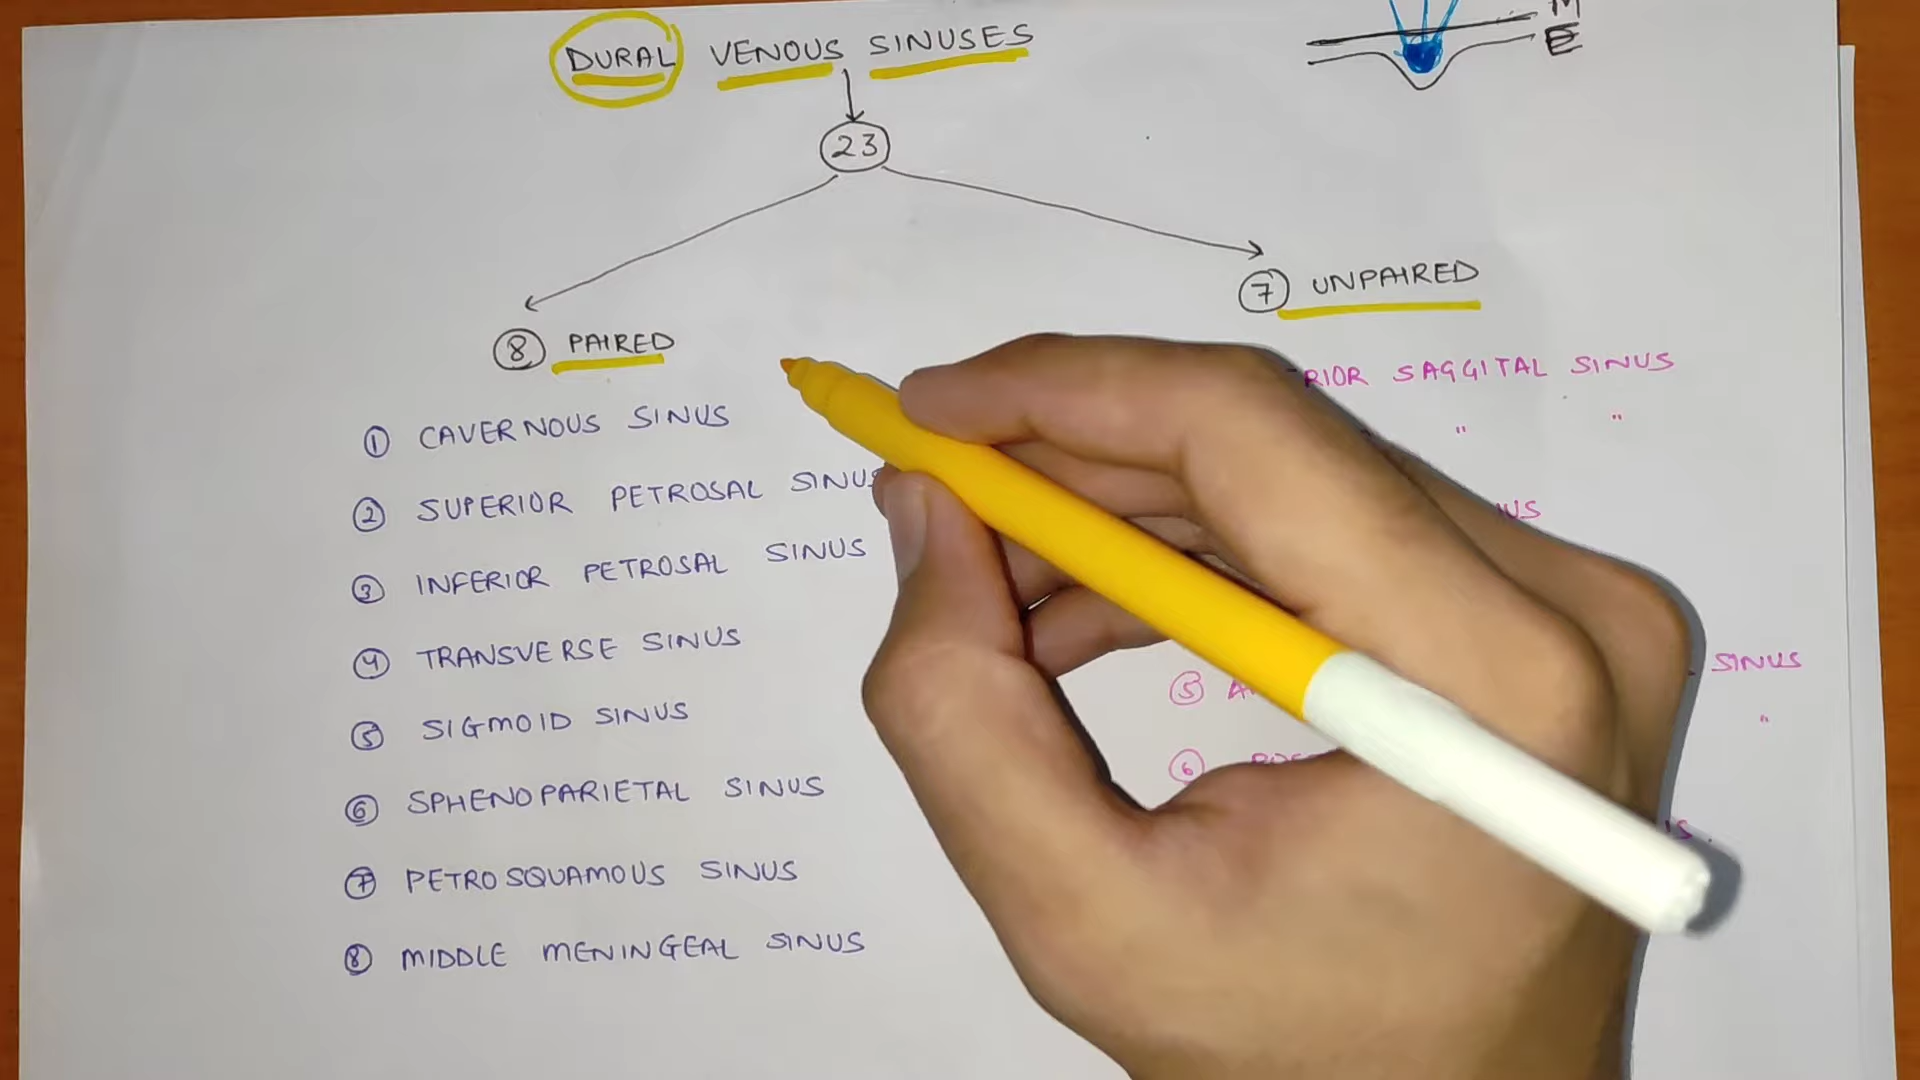 DURAL VENOUS SINUSES
M
E
23
7 UNPAIRED
8 PAIRED
1 CAVERNOUS SINUS
2 SUPERIOR PETROSAL SINUS
3 INFERIOR PETROSAL SINUS
4 TRANSVERSE SINUS
5 SIGMOID SINUS
6 SPHENOPARIETAL SINUS
7 PETROSQUAMOUS SINUS
8 MIDDLE MENINGEAL SINUS
RIOR SAGGITAL SINUS
" "
5 SINUS
6 "